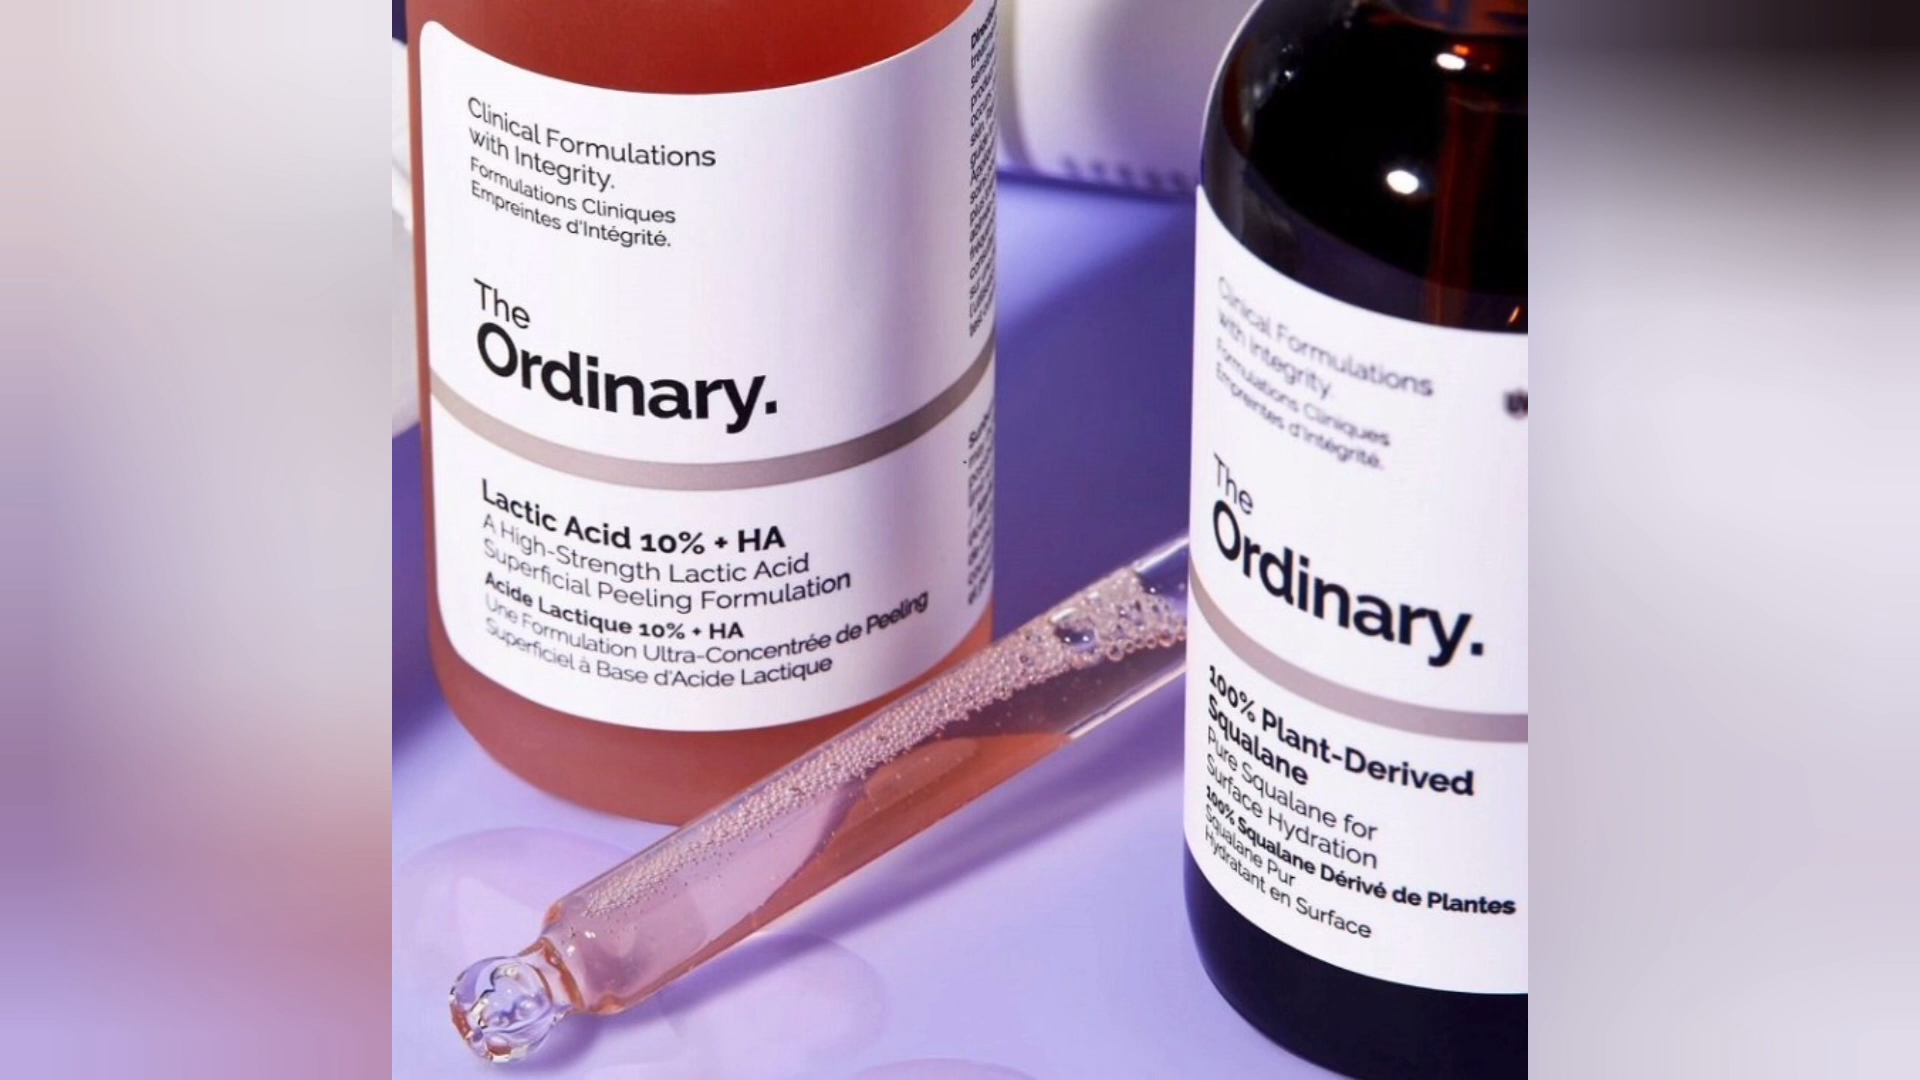 Clinical Formulations
with Integrity.
Formulations Cliniques
Empreintes d'Intégrité.
The
Ordinary.
Lactic Acid 10% + HA
A High-Strength Lactic Acid
Superficial Peeling Formulation
Acide Lactique 10% + HA
Une Formulation Ultra-Concentrée de Peeling
Superficiel à Base d'Acide Lactique
Clinical Formulations
with Integrity.
Formulations Cliniques
Empreintes d'Intégrité.
The
Ordinary.
100% Plant-Derived
Squalane
Pure Squalane for
Surface Hydration
100% Squalane Dérivé de Plantes
Squalane Pur
Hydratant en Surface